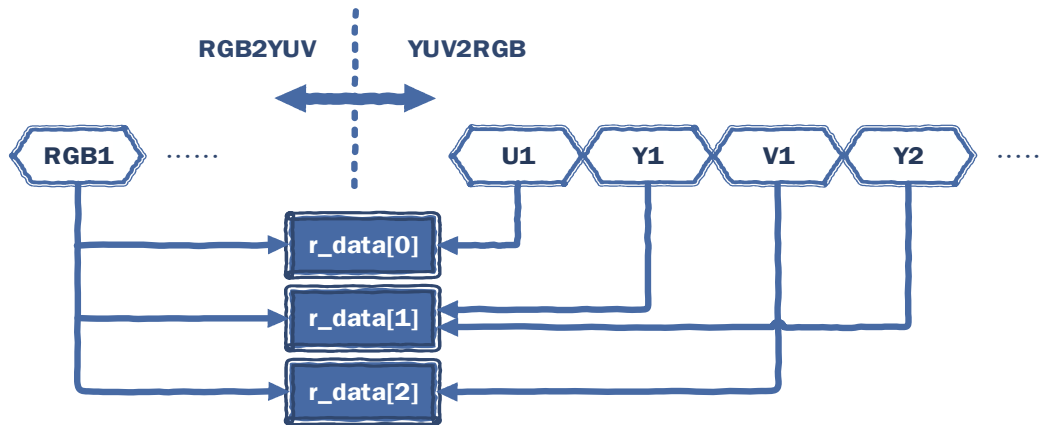 RGB2YUV YUV2RGB
RGB1 ...... U1 Y1 V1 Y2 .....
r_data[0]
r_data[1]
r_data[2]